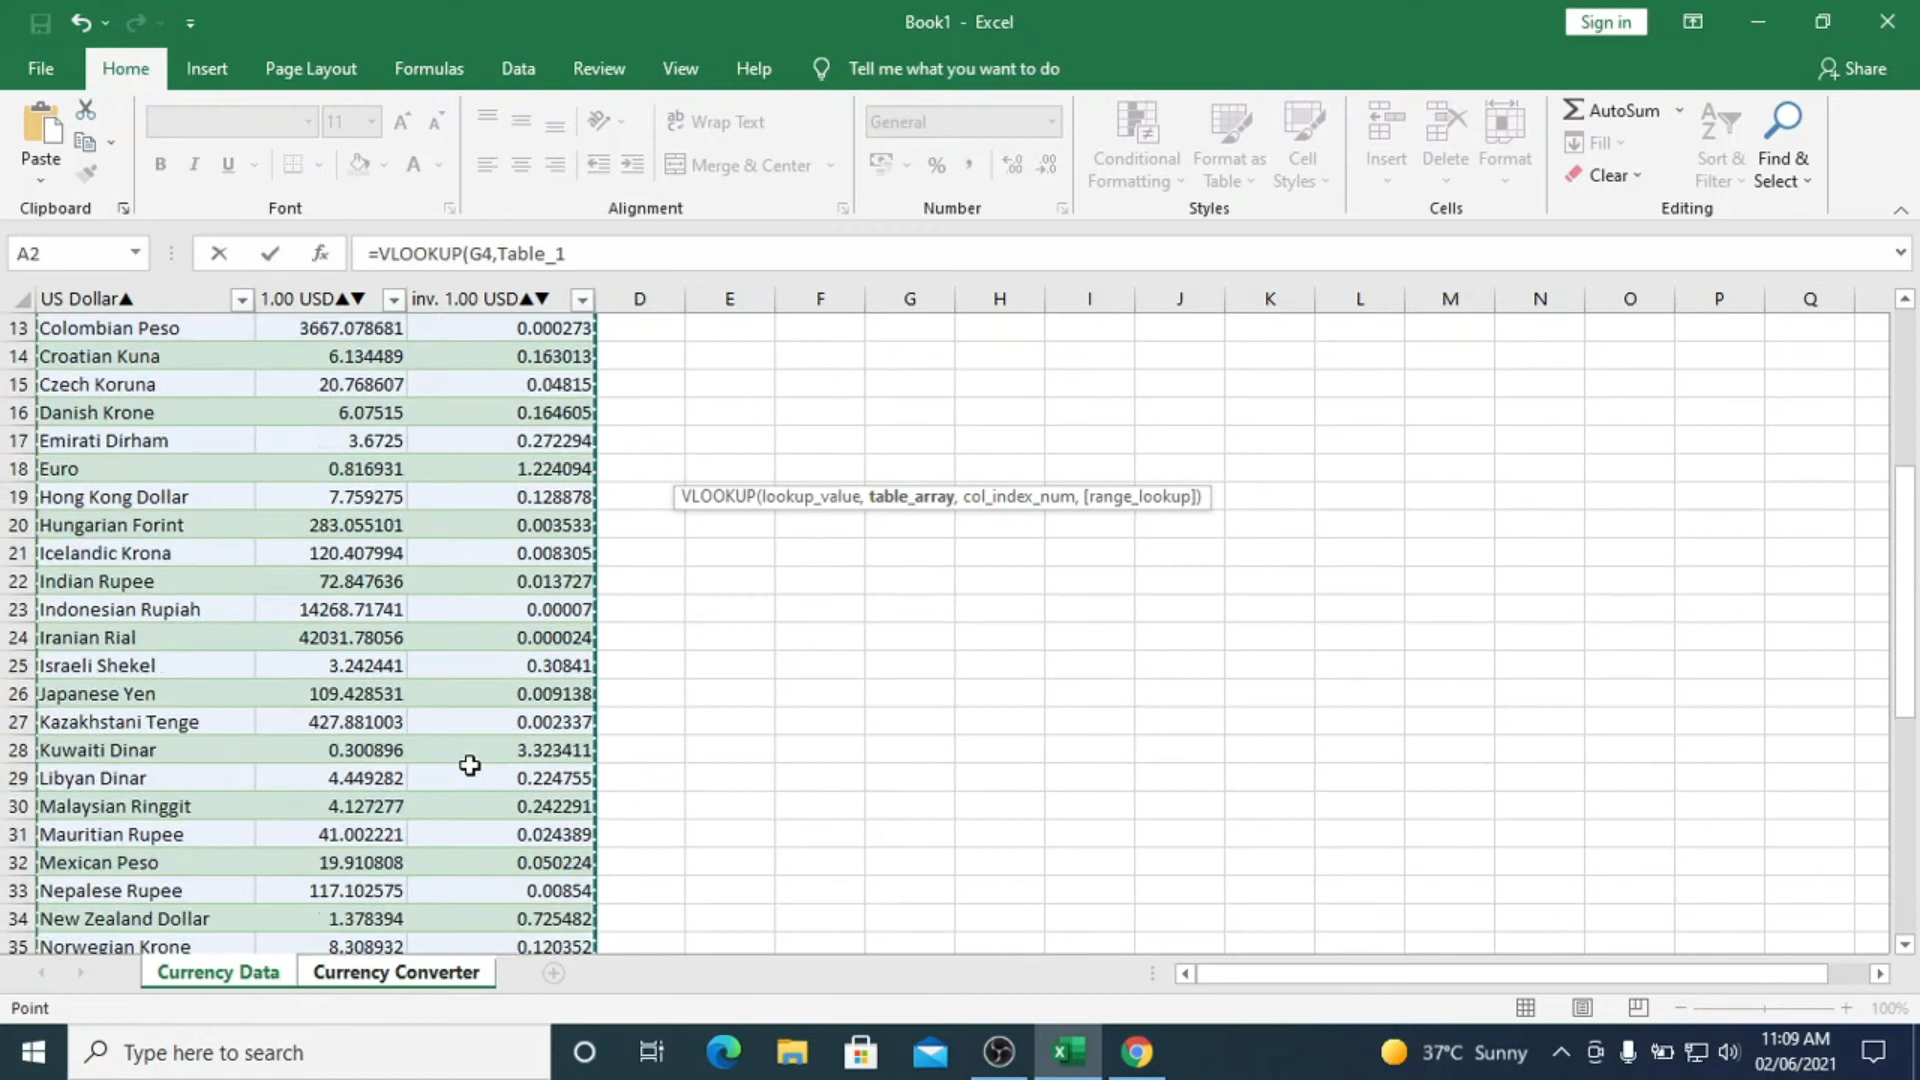 Book1 - Excel
Sign in
File Home Insert Page Layout Formulas Data Review View Help Tell me what you want to do Share
Paste
Clipboard
11
B I U A
Font
Wrap Text
Merge & Center
Alignment
General
% ,
Number
Conditional Formatting
Format as Table
Cell Styles
Styles
Insert Delete Format
Cells
AutoSum
Fill
Clear
Sort & Filter
Find & Select
Editing
A2 fx =VLOOKUP(G4,Table_1
US Dollar▲ 1.00 USD▲▼ inv. 1.00 USD▲▼ D E F G H I J K L M N O P Q
13 Colombian Peso 3667.078681 0.000273
14 Croatian Kuna 6.134489 0.163013
15 Czech Koruna 20.768607 0.04815
16 Danish Krone 6.07515 0.164605
17 Emirati Dirham 3.6725 0.272294
18 Euro 0.816931 1.224094
19 Hong Kong Dollar 7.759275 0.128878
VLOOKUP(lookup_value, table_array, col_index_num, [range_lookup])
20 Hungarian Forint 283.055101 0.003533
21 Icelandic Krona 120.407994 0.008305
22 Indian Rupee 72.847636 0.013727
23 Indonesian Rupiah 14268.71741 0.00007
24 Iranian Rial 42031.78056 0.000024
25 Israeli Shekel 3.242441 0.30841
26 Japanese Yen 109.428531 0.009138
27 Kazakhstani Tenge 427.881003 0.002337
28 Kuwaiti Dinar 0.300896 3.323411
29 Libyan Dinar 4.449282 0.224755
30 Malaysian Ringgit 4.127277 0.242291
31 Mauritian Rupee 41.002221 0.024389
32 Mexican Peso 19.910808 0.050224
33 Nepalese Rupee 117.102575 0.00854
34 New Zealand Dollar 1.378394 0.725482
35 Norwegian Krone 8.308932 0.120352
Currency Data Currency Converter
Point 100%
Type here to search
37°C Sunny
11:09 AM
02/06/2021